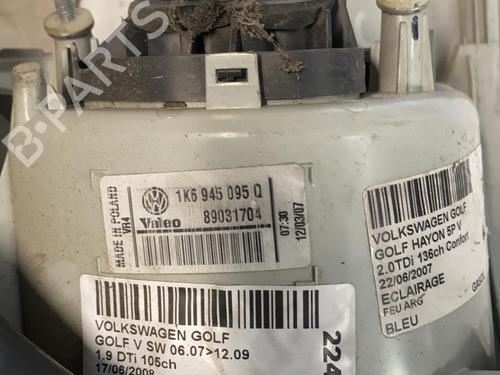 MADE IN POLAND
VR4
1K6 945 095 Q
Valeo
89031704
07:30
12/03/07
VOLKSWAGEN GOLF
GOLF HAYON 5P V
2.0TDi 136ch Confort
22/06/2007
ECLAIRAGE
FEU ARG
GASOL
BLEU
VOLKSWAGEN GOLF
GOLF V SW 06.07>12.09
1.9 DTi 105ch
17/06/2008
224